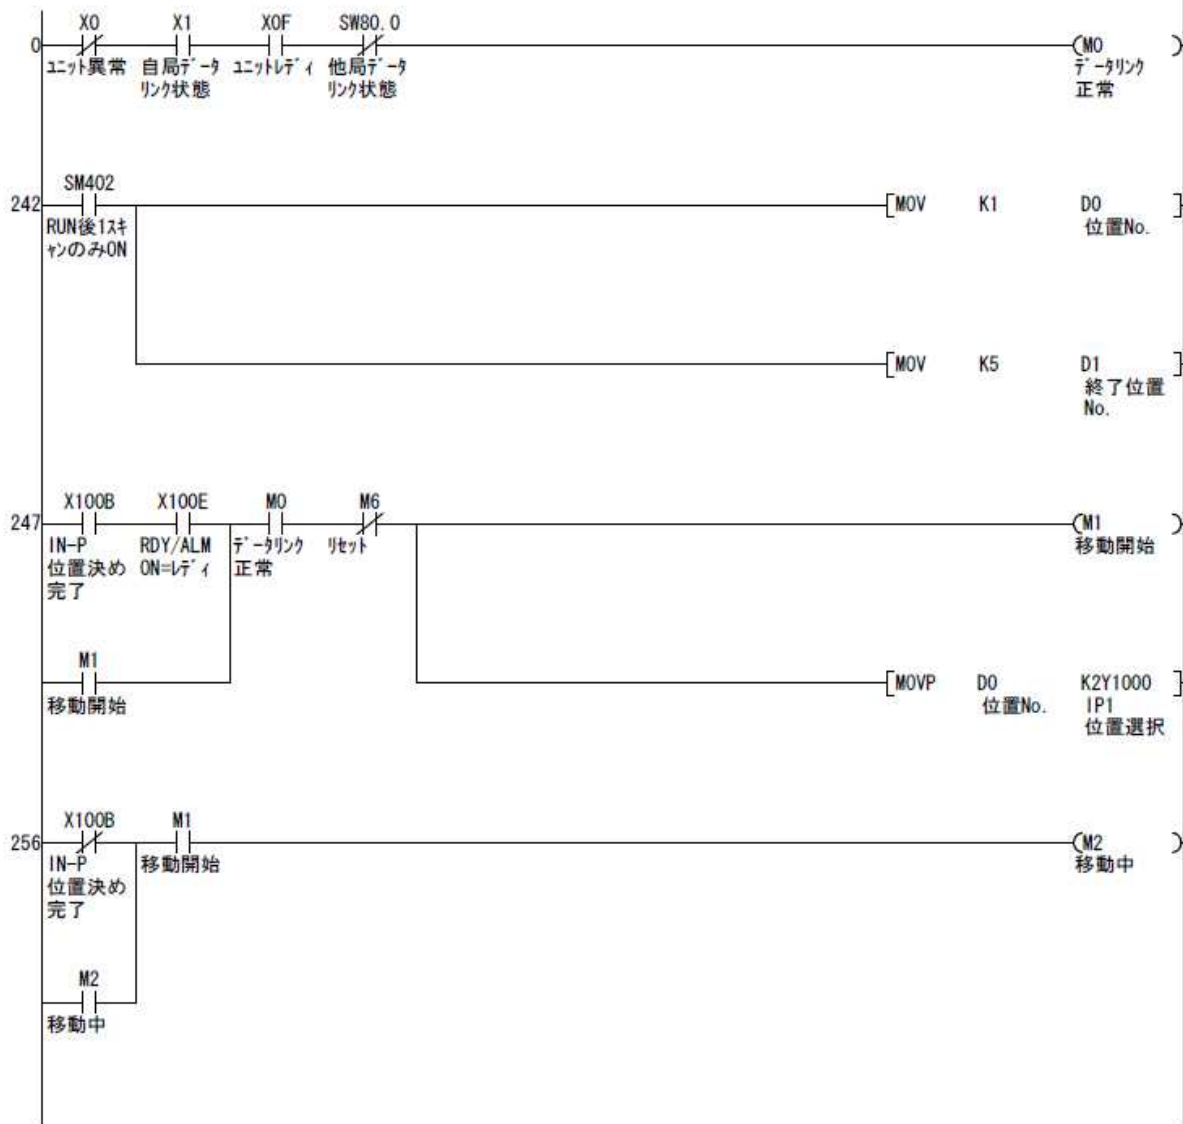 X0 X1 X0F SW80.0
0 (M0 )
ﾕﾆｯﾄ異常 自局ﾃﾞｰﾀ ﾕﾆｯﾄﾚﾃﾞｨ 他局ﾃﾞｰﾀ ﾃﾞｰﾀﾘﾝｸ
ﾘﾝｸ状態 ﾘﾝｸ状態 正常
SM402
242 [MOV K1 D0 ]
RUN後1ｽｷ 位置No.
ｬﾝのみON
[MOV K5 D1 ]
終了位置
No.
X100B X100E M0 M6
247 (M1 )
IN-P RDY/ALM ﾃﾞｰﾀﾘﾝｸ ﾘｾｯﾄ 移動開始
位置決め ON=ﾚﾃﾞｨ 正常
完了
M1
[MOVP D0 K2Y1000 ]
移動開始 位置No. IP1
位置選択
X100B M1
256 (M2 )
IN-P 移動開始 移動中
位置決め
完了
M2
移動中